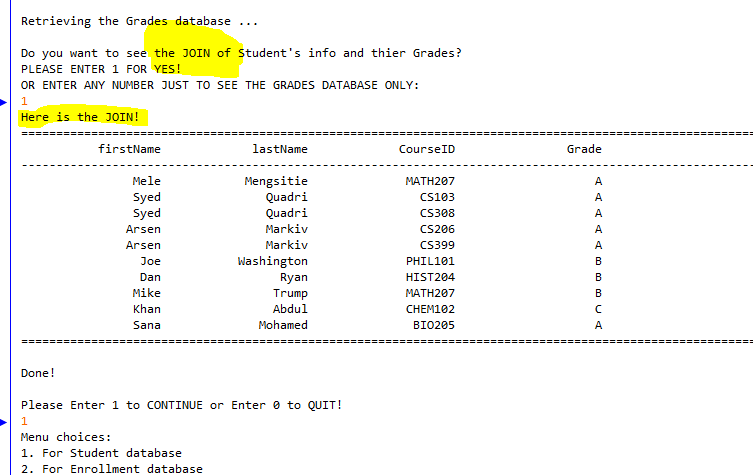 Retrieving the Grades database ...
Do you want to see the JOIN of Student's info and thier Grades?
PLEASE ENTER 1 FOR YES!
OR ENTER ANY NUMBER JUST TO SEE THE GRADES DATABASE ONLY:
1
Here is the JOIN!
firstName lastName CourseID Grade
Mele Mengsitie MATH207 A
Syed Quadri CS103 A
Syed Quadri CS308 A
Arsen Markiv CS206 A
Arsen Markiv CS399 A
Joe Washington PHIL101 B
Dan Ryan HIST204 B
Mike Trump MATH207 B
Khan Abdul CHEM102 C
Sana Mohamed BIO205 A
Done!
Please Enter 1 to CONTINUE or Enter 0 to QUIT!
1
Menu choices:
1. For Student database
2. For Enrollment database